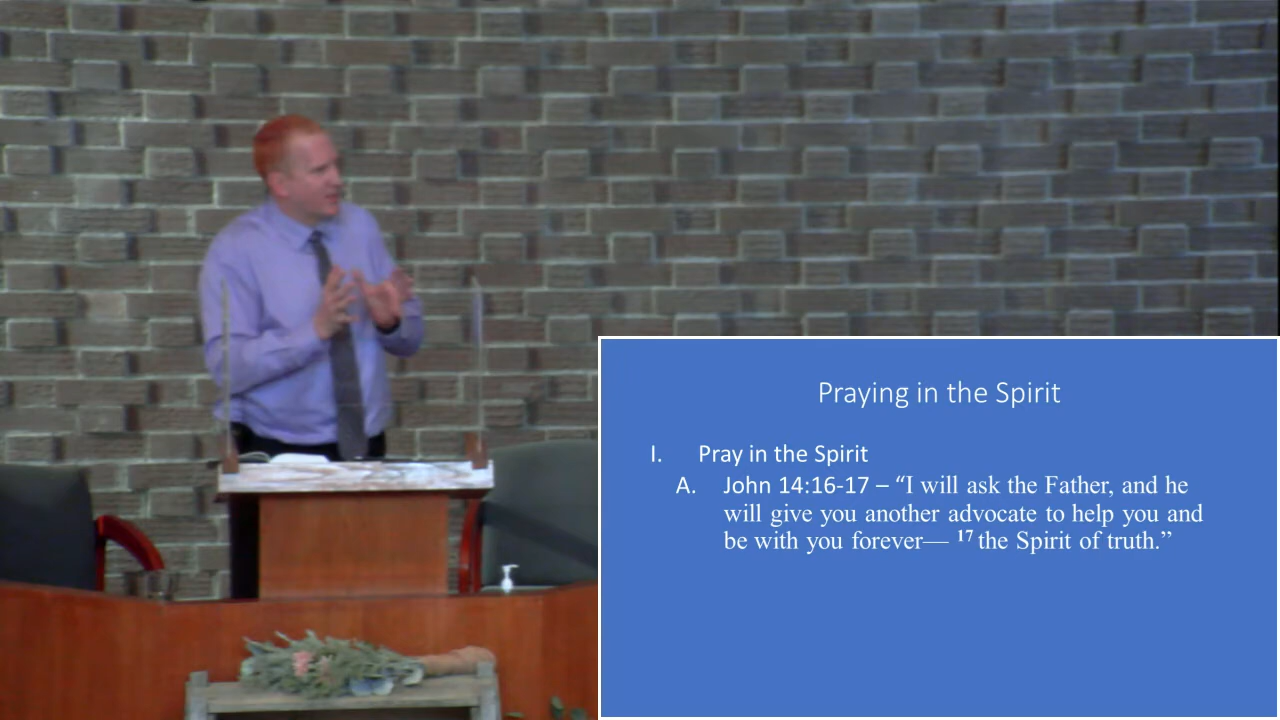 Praying in the Spirit
I. Pray in the Spirit
A. John 14:16-17 – “I will ask the Father, and he
will give you another advocate to help you and
be with you forever— 17 the Spirit of truth.”